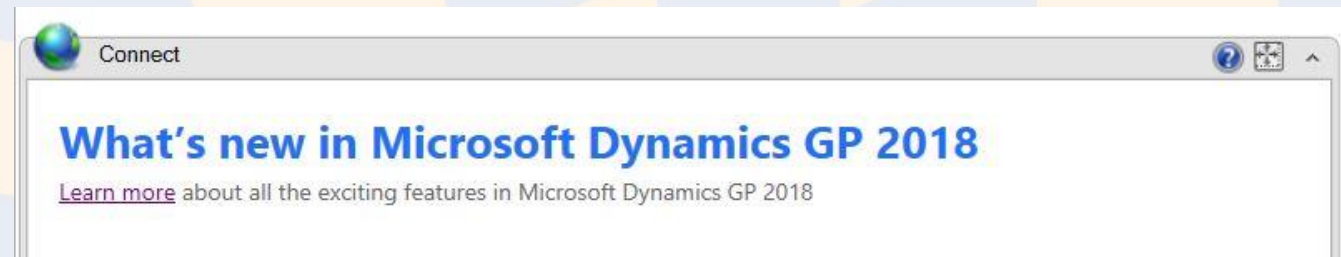 Connect
What’s new in Microsoft Dynamics GP 2018
Learn more about all the exciting features in Microsoft Dynamics GP 2018